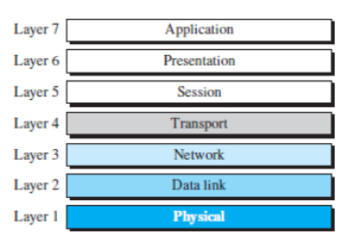 Layer 7 Application
Layer 6 Presentation
Layer 5 Session
Layer 4 Transport
Layer 3 Network
Layer 2 Data link
Layer 1 Physical